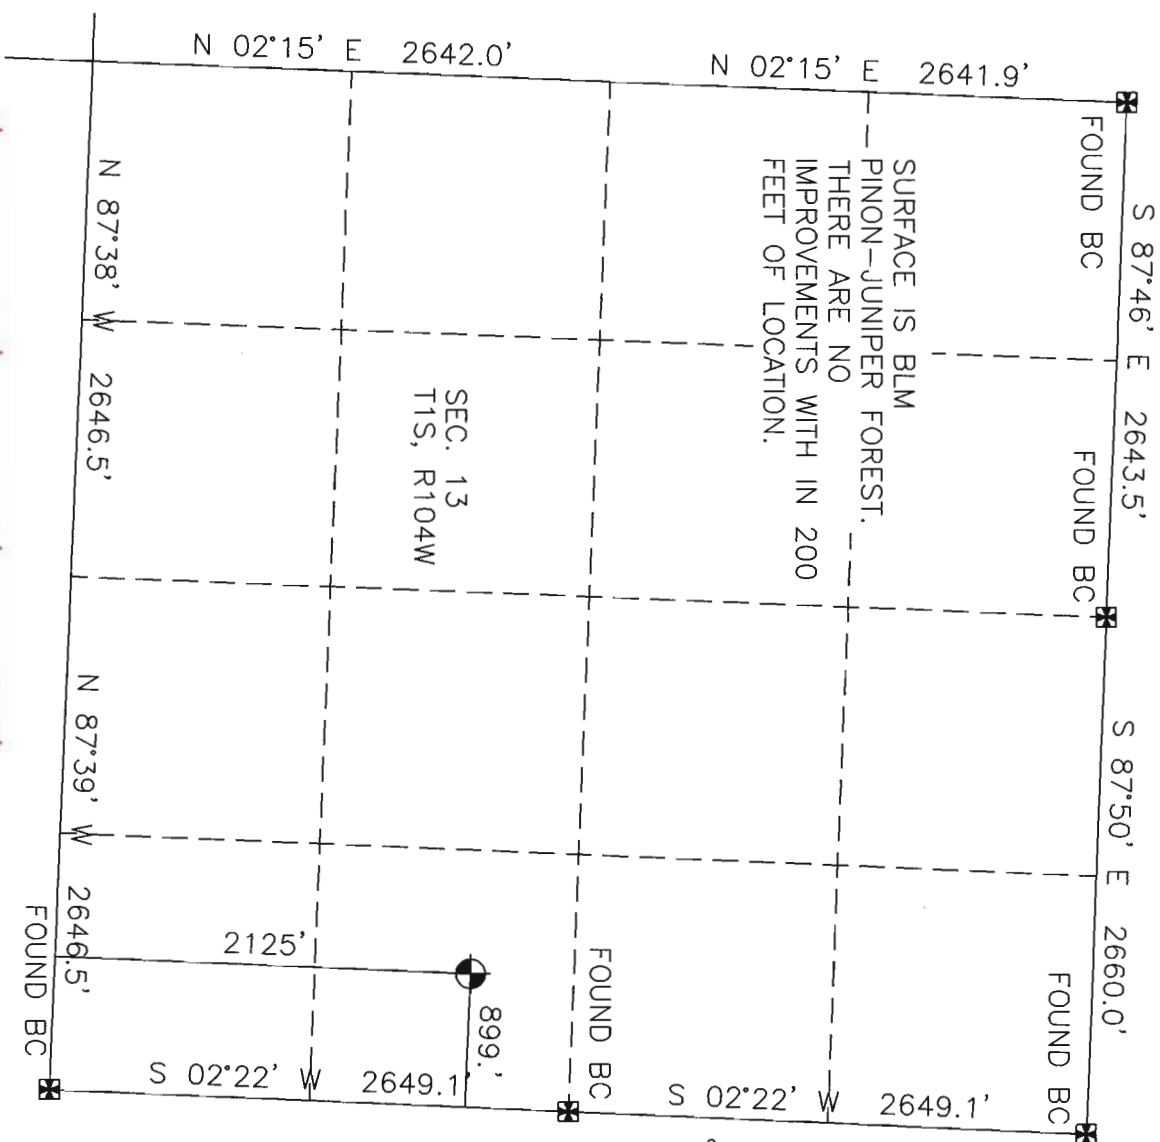 N 02°15' E 2642.0'
N 02°15' E 2641.9'
FOUND BC
S 87°46' E 2643.5'
FOUND BC
S 87°50' E 2660.0'
FOUND BC
SURFACE IS BLM
PINON-JUNIPER FOREST.
THERE ARE NO
IMPROVEMENTS WITH IN 200
FEET OF LOCATION.
SEC. 13
T1S, R104W
N 87°38' W 2646.5'
N 87°39' W 2646.5'
FOUND BC
2125'
899.'
FOUND BC
S 02°22' W 2649.1'
S 02°22' W 2649.1'